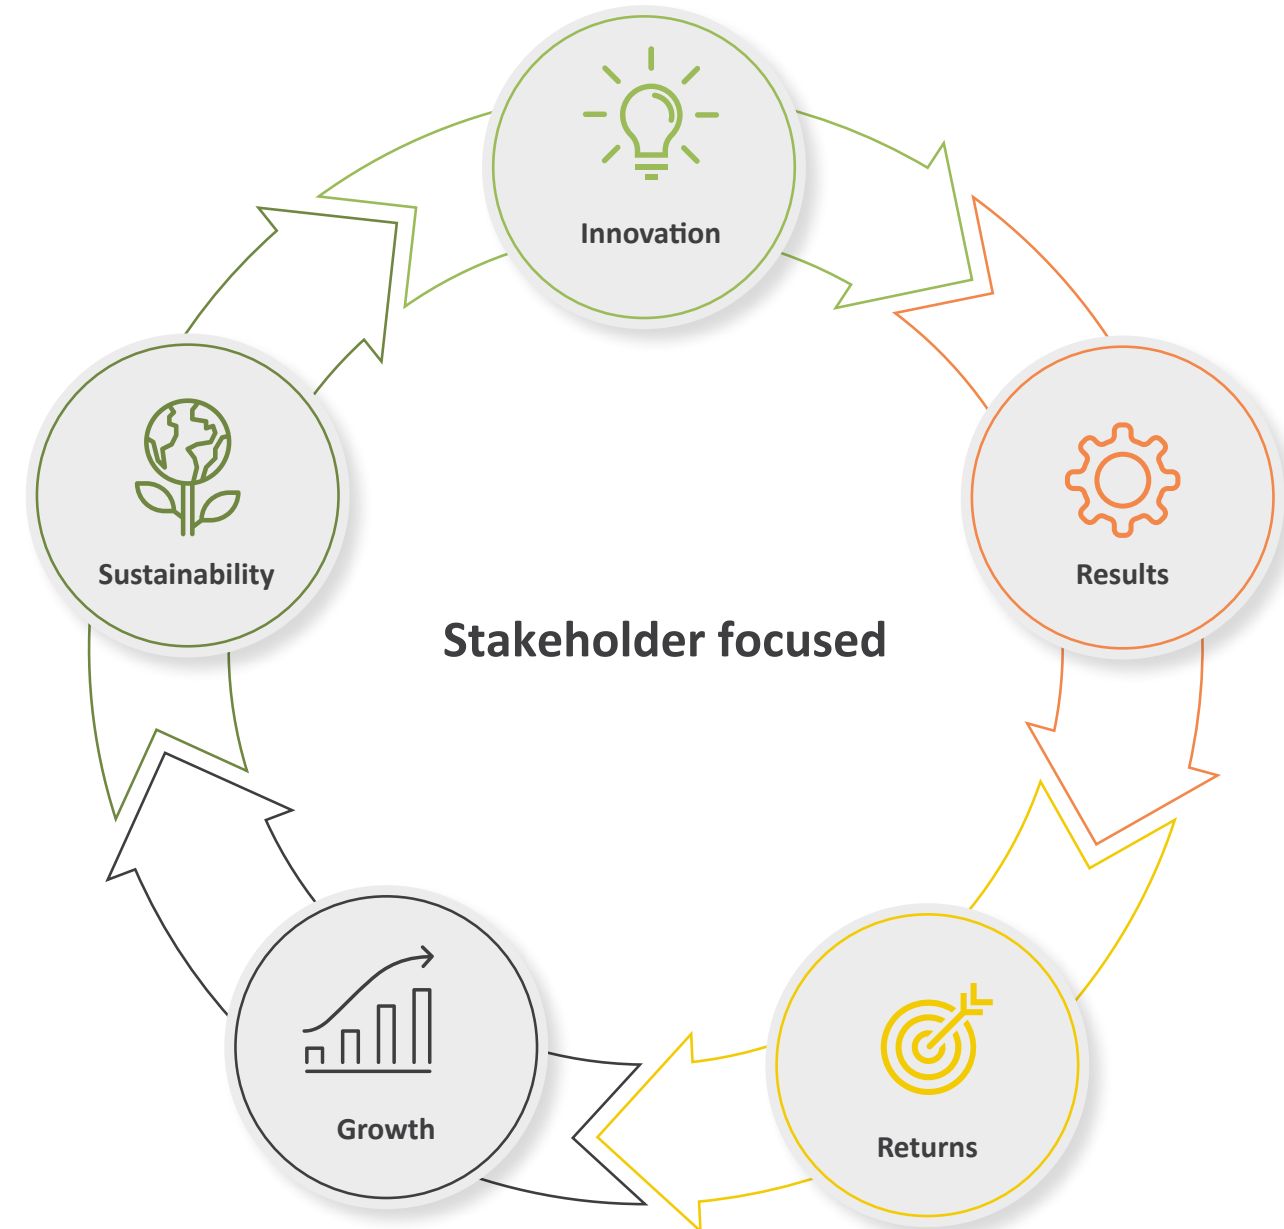 Innovation
Sustainability
Results
Stakeholder focused
Growth
Returns